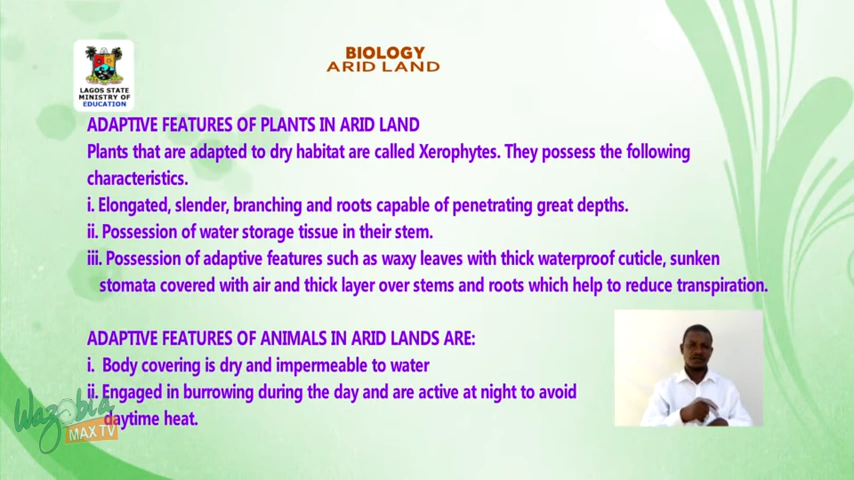 BIOLOGY
ARID LAND
LAGOS STATE
MINISTRY OF
EDUCATION
ADAPTIVE FEATURES OF PLANTS IN ARID LAND
Plants that are adapted to dry habitat are called Xerophytes. They possess the following
characteristics.
i. Elongated, slender, branching and roots capable of penetrating great depths.
ii. Possession of water storage tissue in their stem.
iii. Possession of adaptive features such as waxy leaves with thick waterproof cuticle, sunken
stomata covered with air and thick layer over stems and roots which help to reduce transpiration.
ADAPTIVE FEATURES OF ANIMALS IN ARID LANDS ARE:
i. Body covering is dry and impermeable to water
ii. Engaged in burrowing during the day and are active at night to avoid
daytime heat.
Wazobia
MAX TV